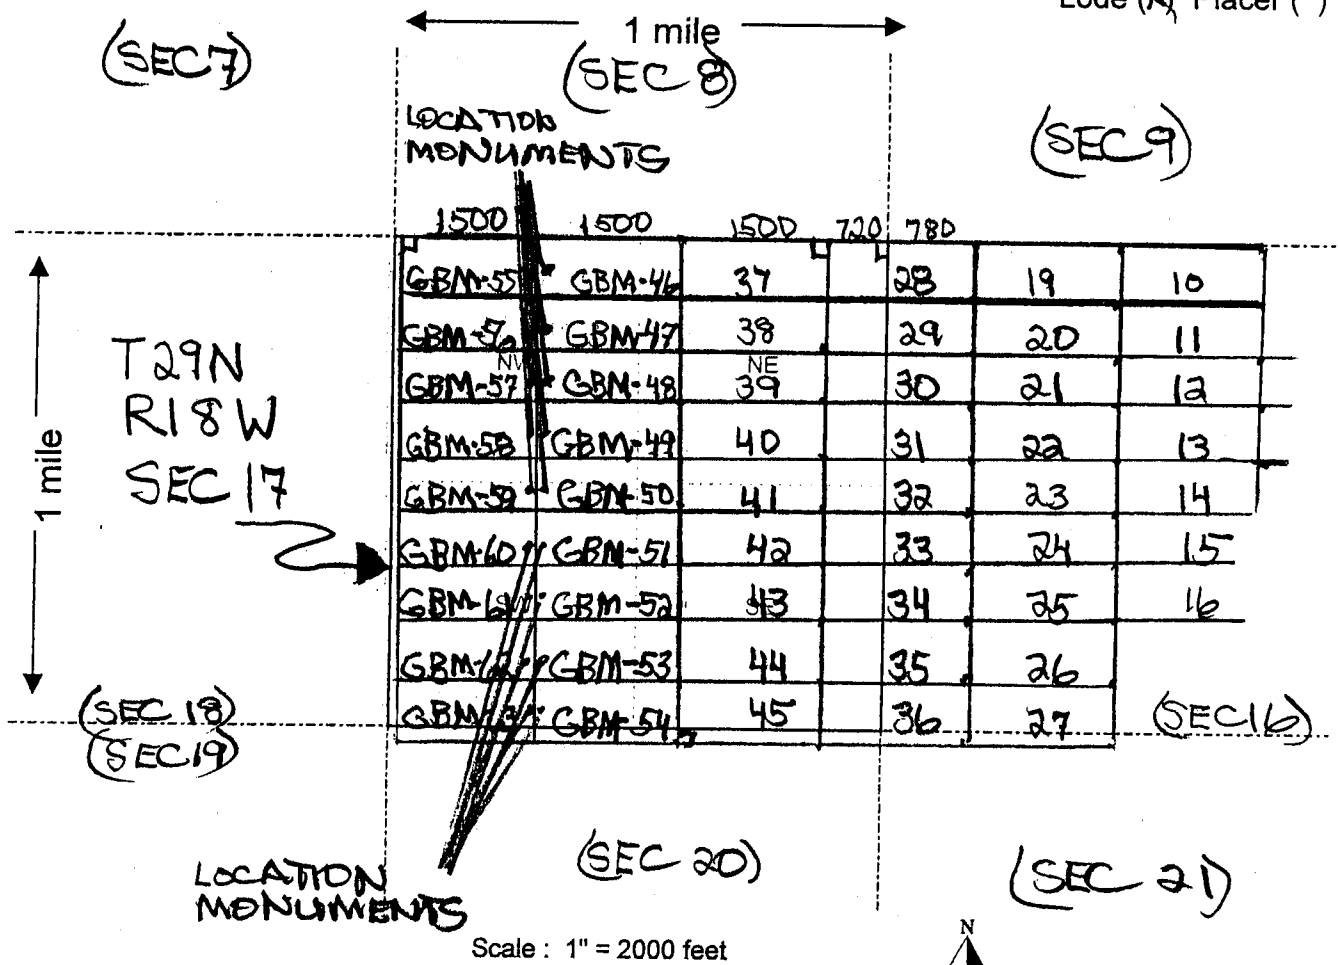 Lode (X) Placer ( )
1 mile
(SEC 7)
(SEC 8)
(SEC 9)
LOCATION
MONUMENTS
1500 1500 1500 720 780
GBM-55 GBM-46 37 28 19 10
GBM-56 GBM-47 38 29 20 11
NE
GBM-57 GBM-48 39 30 21 12
GBM-58 GBM-49 40 31 22 13
GBM-59 GBM-50 41 32 23 14
GBM-60 GBM-51 42 33 24 15
GBM-61 GBM-52 43 34 25 16
GBM-62 GBM-53 44 35 26
GBM- GBM-54 45 36 27
T29N
R18W
SEC 17
1 mile
(SEC 18)
(SEC 19)
(SEC 16)
(SEC 20)
(SEC 21)
LOCATION
MONUMENTS
Scale : 1" = 2000 feet
N